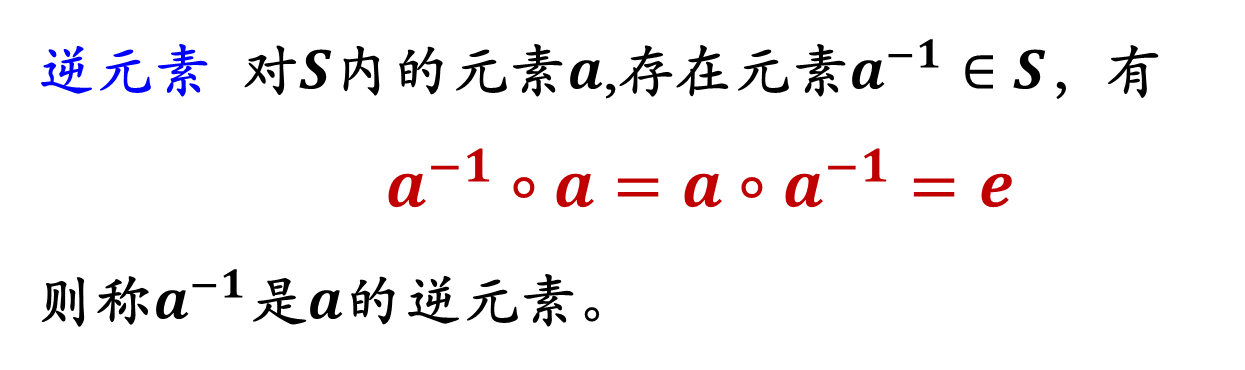 逆元素 对S内的元素a,存在元素a⁻¹ ∈ S，有
a⁻¹ ∘ a = a ∘ a⁻¹ = e
则称a⁻¹是a的逆元素。